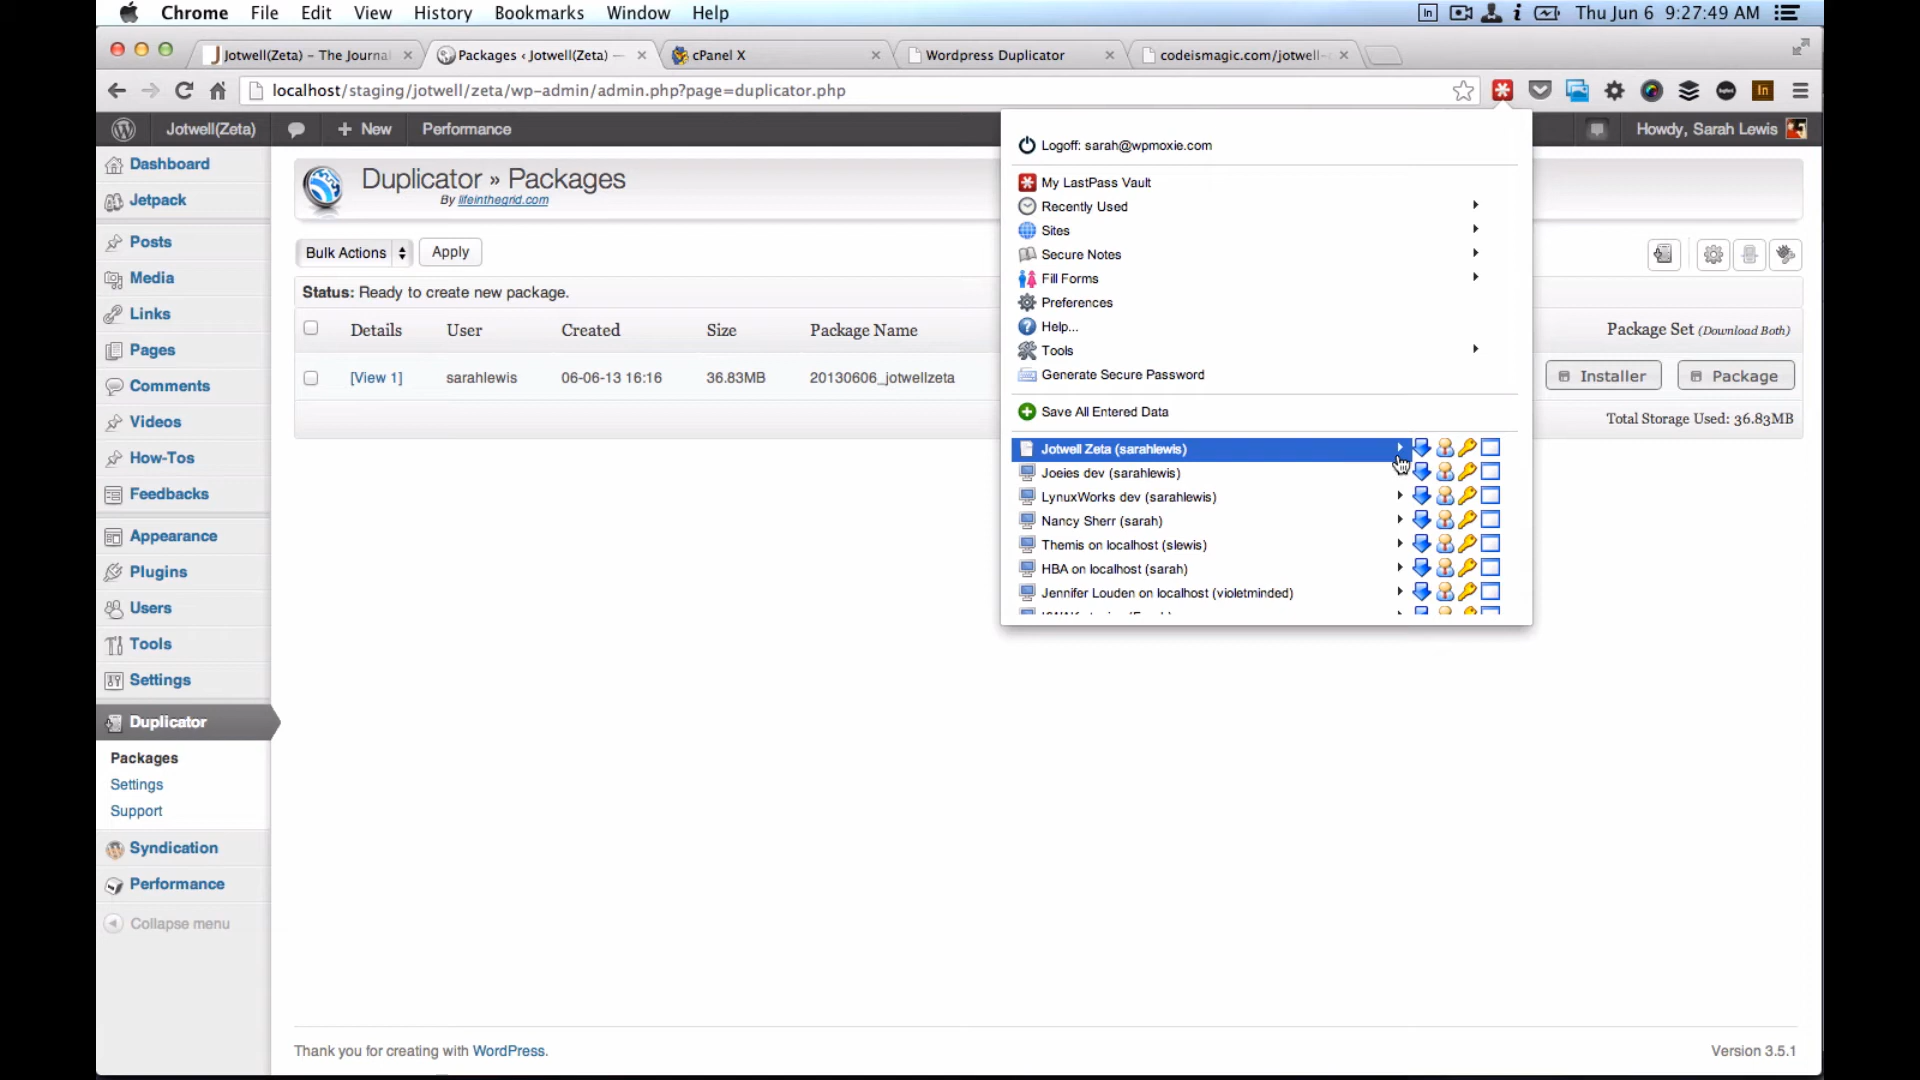 Chrome File Edit View History Bookmarks Window Help Thu Jun 6 9:27:49 AM
Jotwell(Zeta) – The Journal Packages ‹ Jotwell(Zeta) — cPanel X Wordpress Duplicator codeismagic.com/jotwell-
localhost/staging/jotwell/zeta/wp-admin/admin.php?page=duplicator.php
Jotwell(Zeta) + New Performance Howdy, Sarah Lewis
Dashboard
Jetpack
Posts
Media
Links
Pages
Comments
Videos
How-Tos
Feedbacks
Appearance
Plugins
Users
Tools
Settings
Duplicator
Packages
Settings
Support
Syndication
Performance
Collapse menu
Duplicator » Packages
By lifeinthegrid.com
Bulk Actions Apply
Status: Ready to create new package.
Details User Created Size Package Name Package Set (Download Both)
[View 1] sarahlewis 06-06-13 16:16 36.83MB 20130606_jotwellzeta Installer Package
Total Storage Used: 36.83MB
Logoff: sarah@wpmoxie.com
My LastPass Vault
Recently Used
Sites
Secure Notes
Fill Forms
Preferences
Help...
Tools
Generate Secure Password
Save All Entered Data
Jotwell Zeta (sarahlewis)
Joeies dev (sarahlewis)
LynuxWorks dev (sarahlewis)
Nancy Sherr (sarah)
Themis on localhost (slewis)
HBA on localhost (sarah)
Jennifer Louden on localhost (violetminded)
Thank you for creating with WordPress. Version 3.5.1